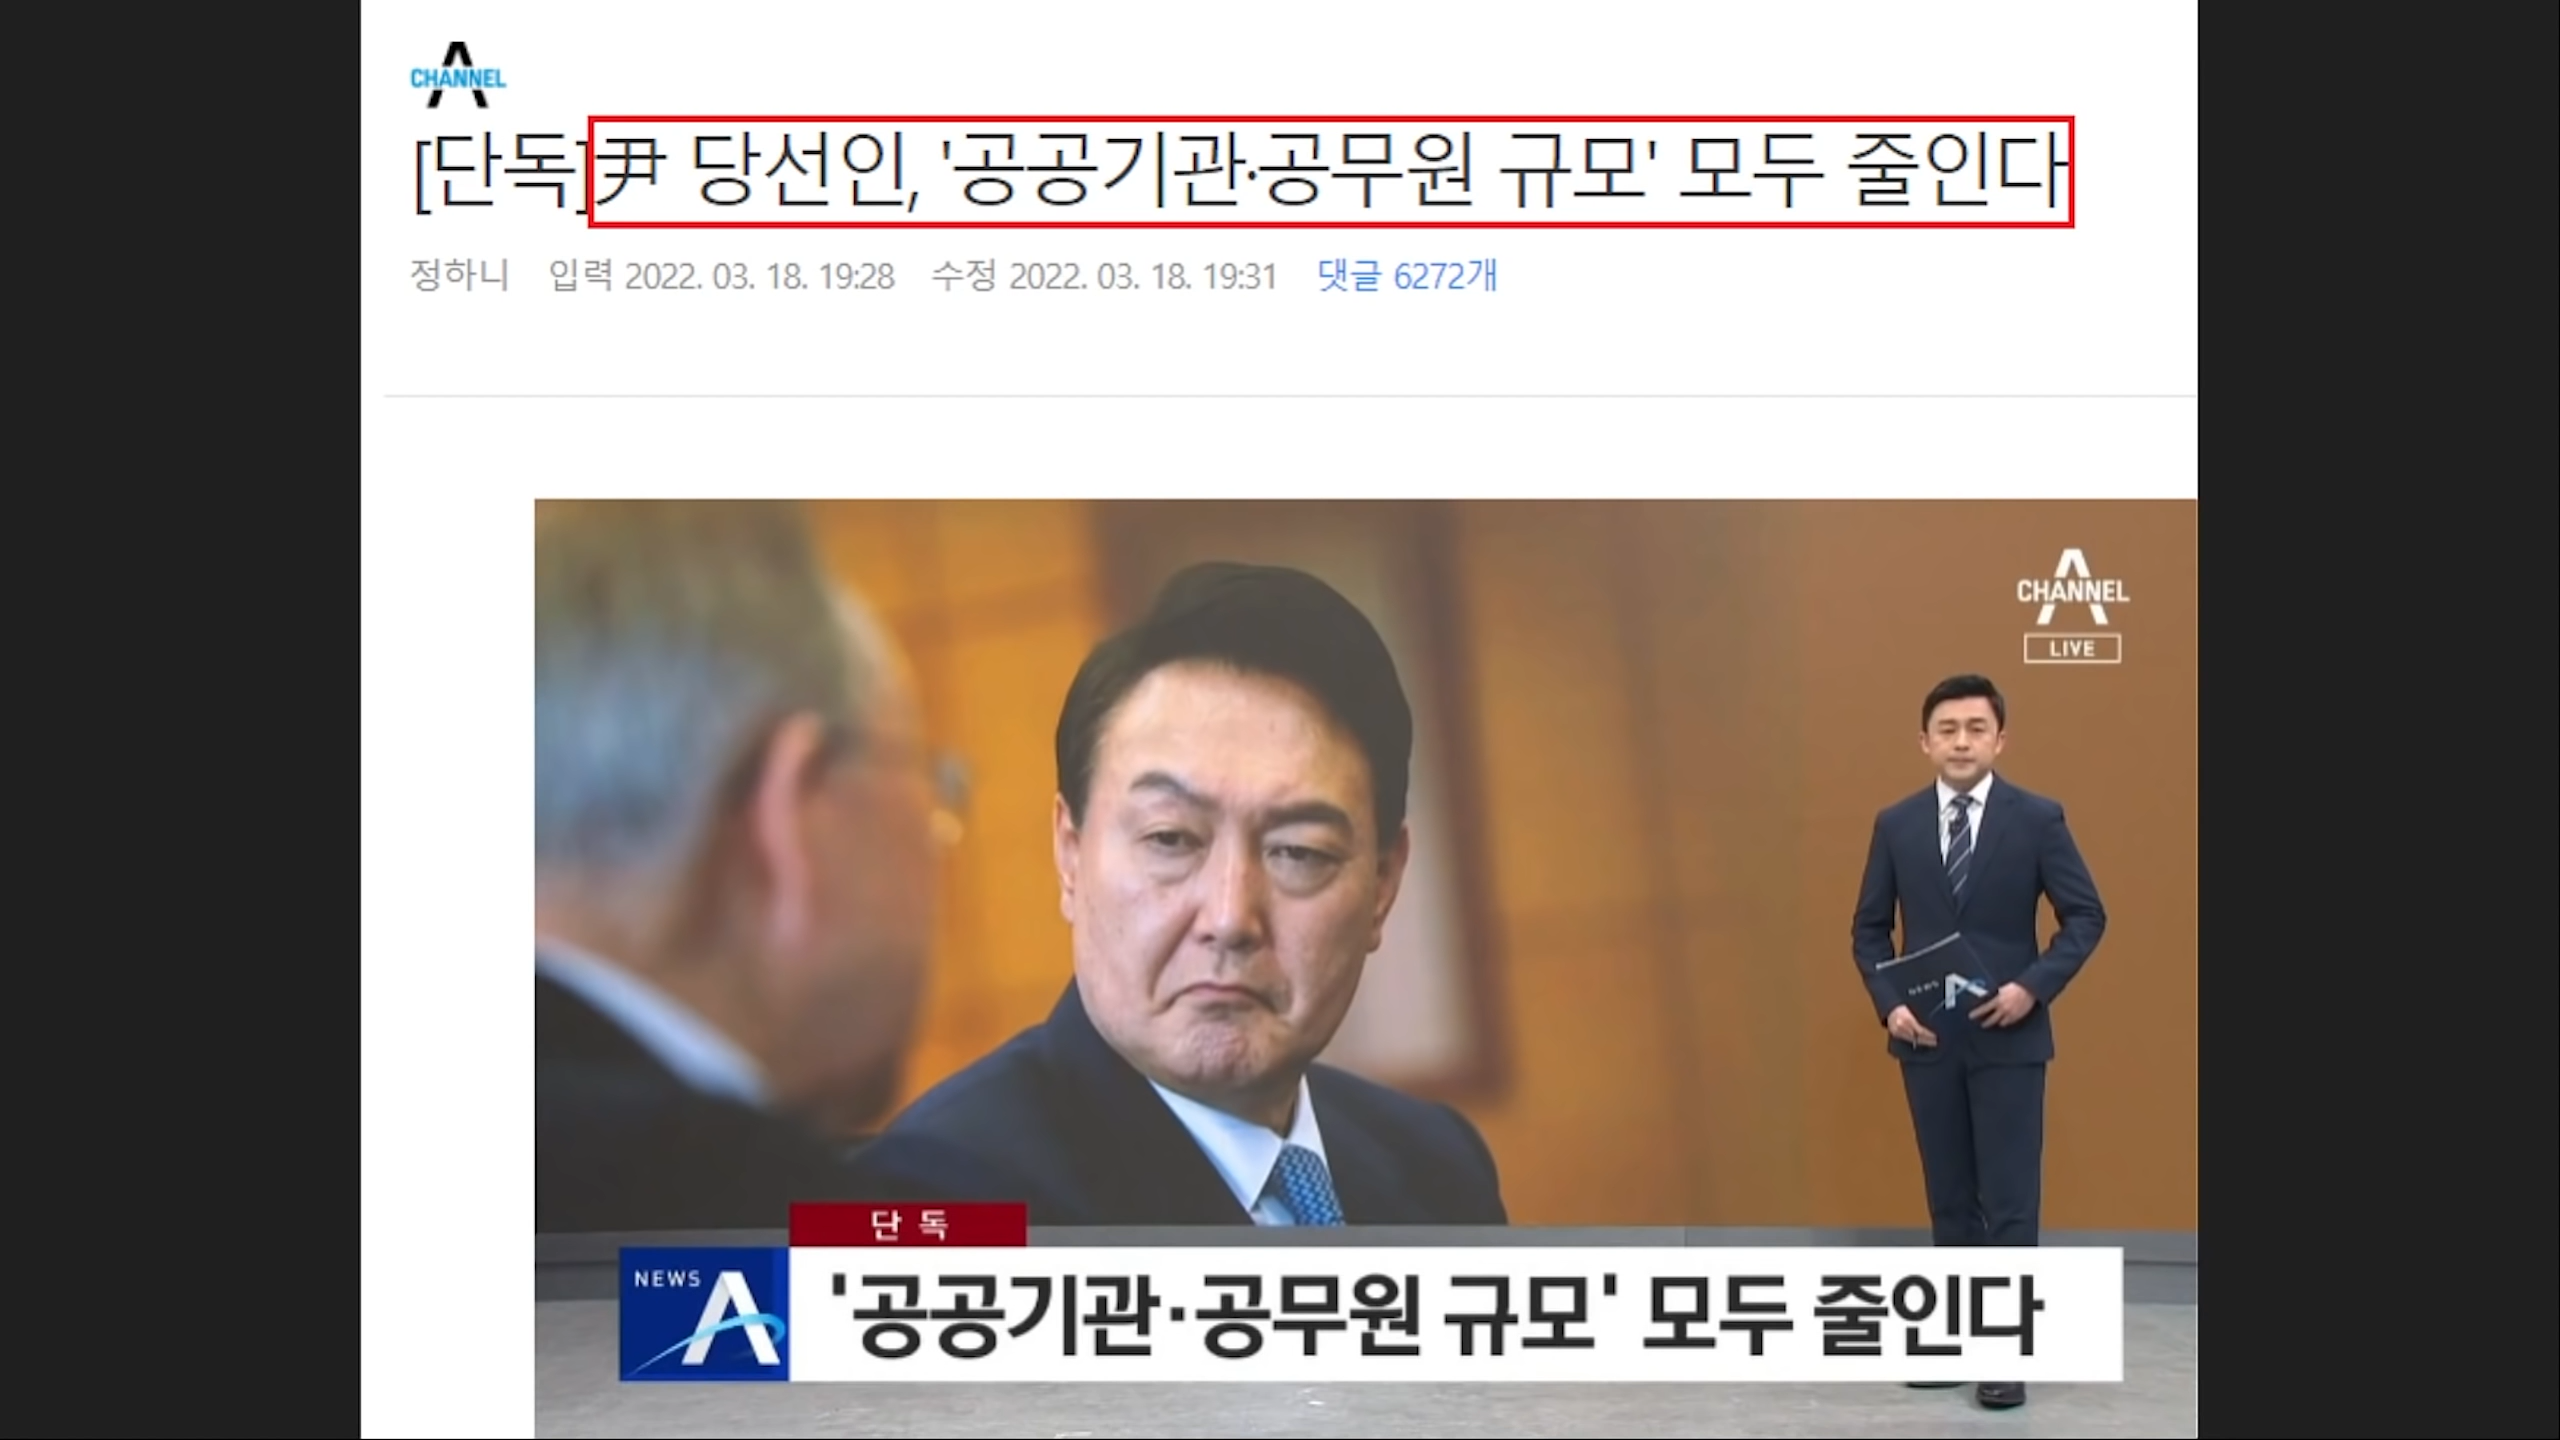 CHANNEL A
[단독]尹 당선인, '공공기관·공무원 규모' 모두 줄인다
정하니 입력 2022. 03. 18. 19:28 수정 2022. 03. 18. 19:31 댓글 6272개
CHANNEL A
LIVE
NEWS A
단독
NEWS A
'공공기관·공무원 규모' 모두 줄인다